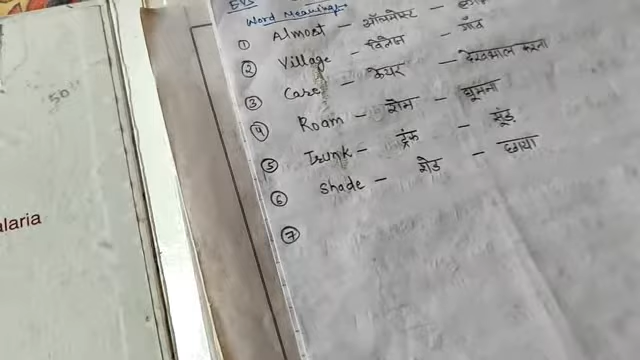 EVS
Word Meanings
① Almost - ऑलमोस्ट -
② Village - विलेज - गाँव
③ Care - केयर - देखभाल करना
④ Roam - रोम - घूमना
⑤ Trunk - ट्रंक - सूंड
⑥ Shade - शेड - छाया
⑦
50
alaria